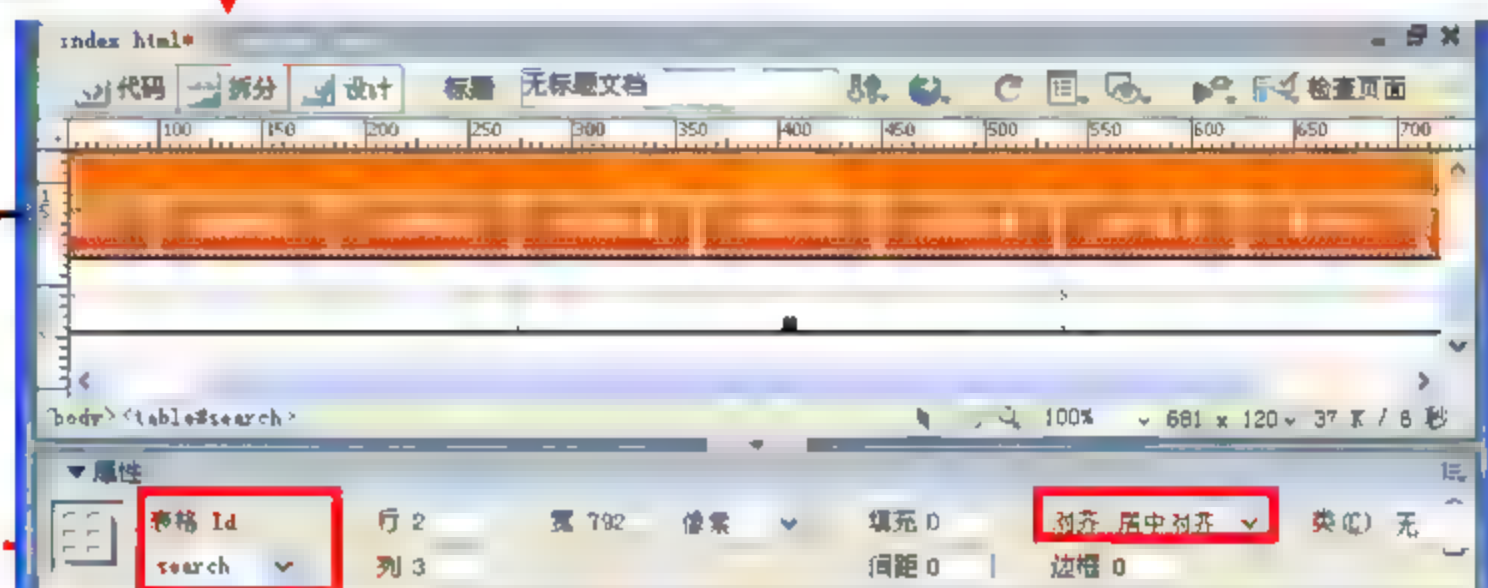 index html*
代码 拆分 设计 标题 无标题文档 检查页面
100 150 200 250 300 350 400 450 500 550 600 650 700
<body><table#search> 100% 681 x 120 37 K / 6 秒
属性
表格 Id 行 2 宽 792 像素 填充 0 对齐 居中对齐 类(C) 无
search 列 3 间距 0 边框 0